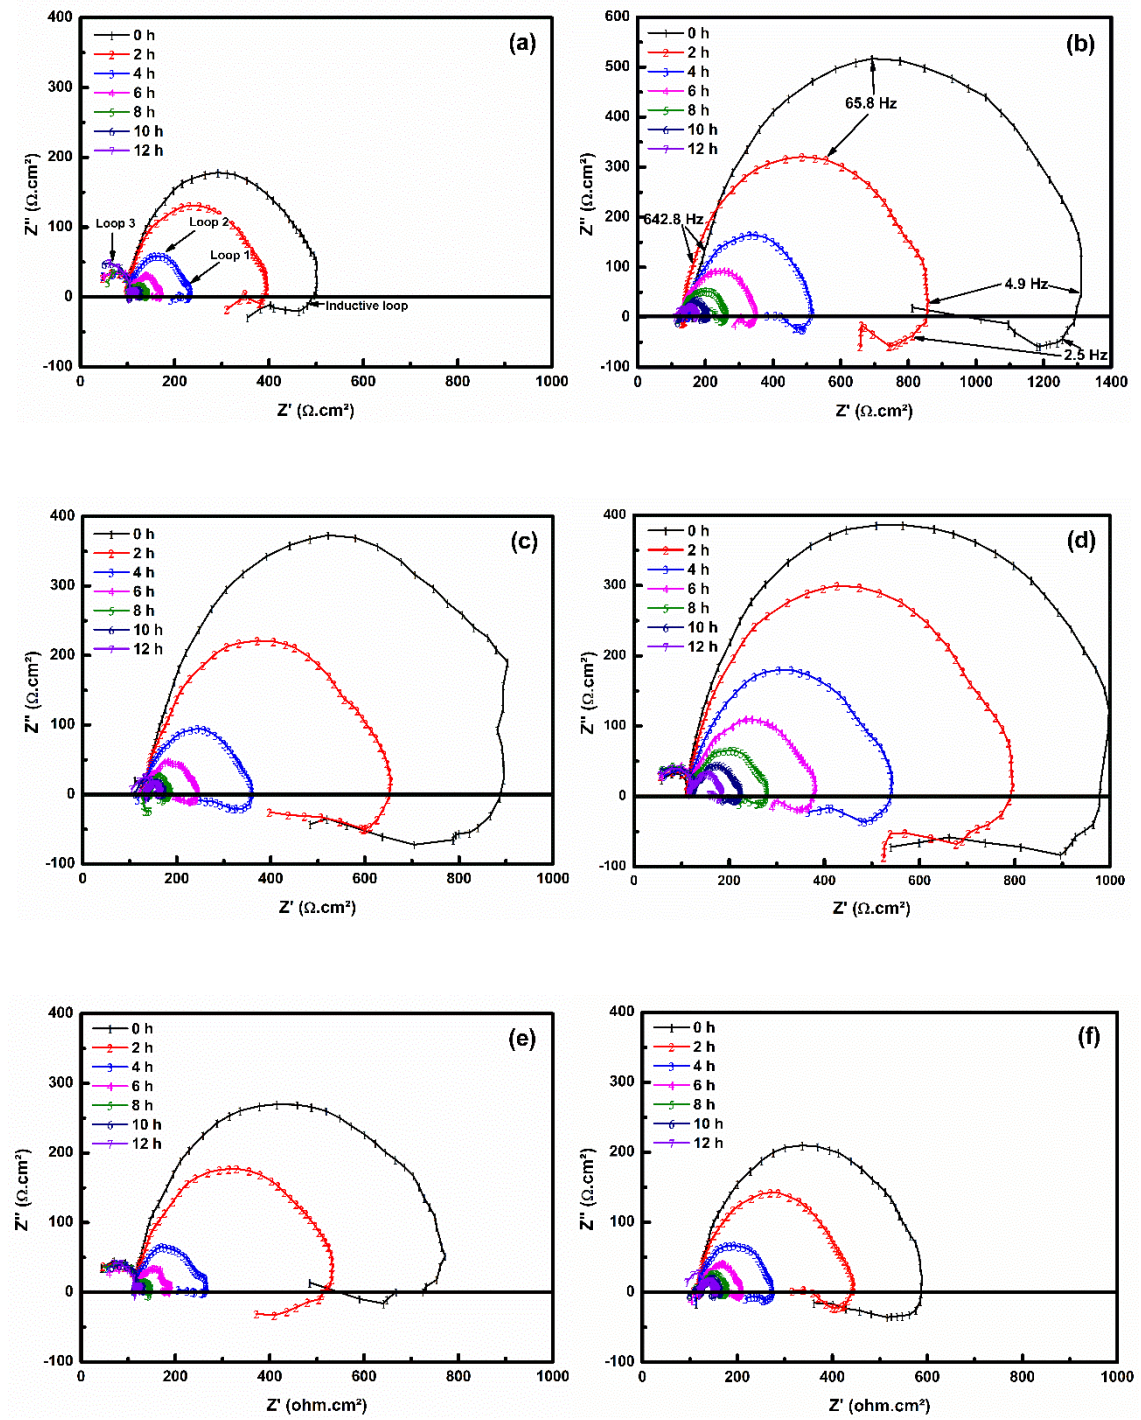 400
300
200
100
0
-100
0 h
2 h
4 h
6 h
8 h
10 h
12 h
(a)
Loop 3
Loop 2
Loop 1
Inductive loop
0 200 400 600 800 1000
Z' (Ω.cm²)
Z'' (Ω.cm²)
600
500
400
300
200
100
0
-100
0 h
2 h
4 h
6 h
8 h
10 h
12 h
(b)
65.8 Hz
642.8 Hz
4.9 Hz
2.5 Hz
0 200 400 600 800 1000 1200 1400
Z' (Ω.cm²)
Z'' (Ω.cm²)
400
300
200
100
0
-100
0 h
2 h
4 h
6 h
8 h
10 h
12 h
(c)
0 200 400 600 800 1000
Z' (Ω.cm²)
Z'' (Ω.cm²)
400
300
200
100
0
-100
0 h
2 h
4 h
6 h
8 h
10 h
12 h
(d)
0 200 400 600 800 1000
Z' (Ω.cm²)
Z'' (Ω.cm²)
400
300
200
100
0
-100
0 h
2 h
4 h
6 h
8 h
10 h
12 h
(e)
0 200 400 600 800 1000
Z' (ohm.cm²)
Z'' (Ω.cm²)
400
300
200
100
0
-100
0 h
2 h
4 h
6 h
8 h
10 h
12 h
(f)
0 200 400 600 800 1000
Z' (ohm.cm²)
Z'' (Ω.cm²)